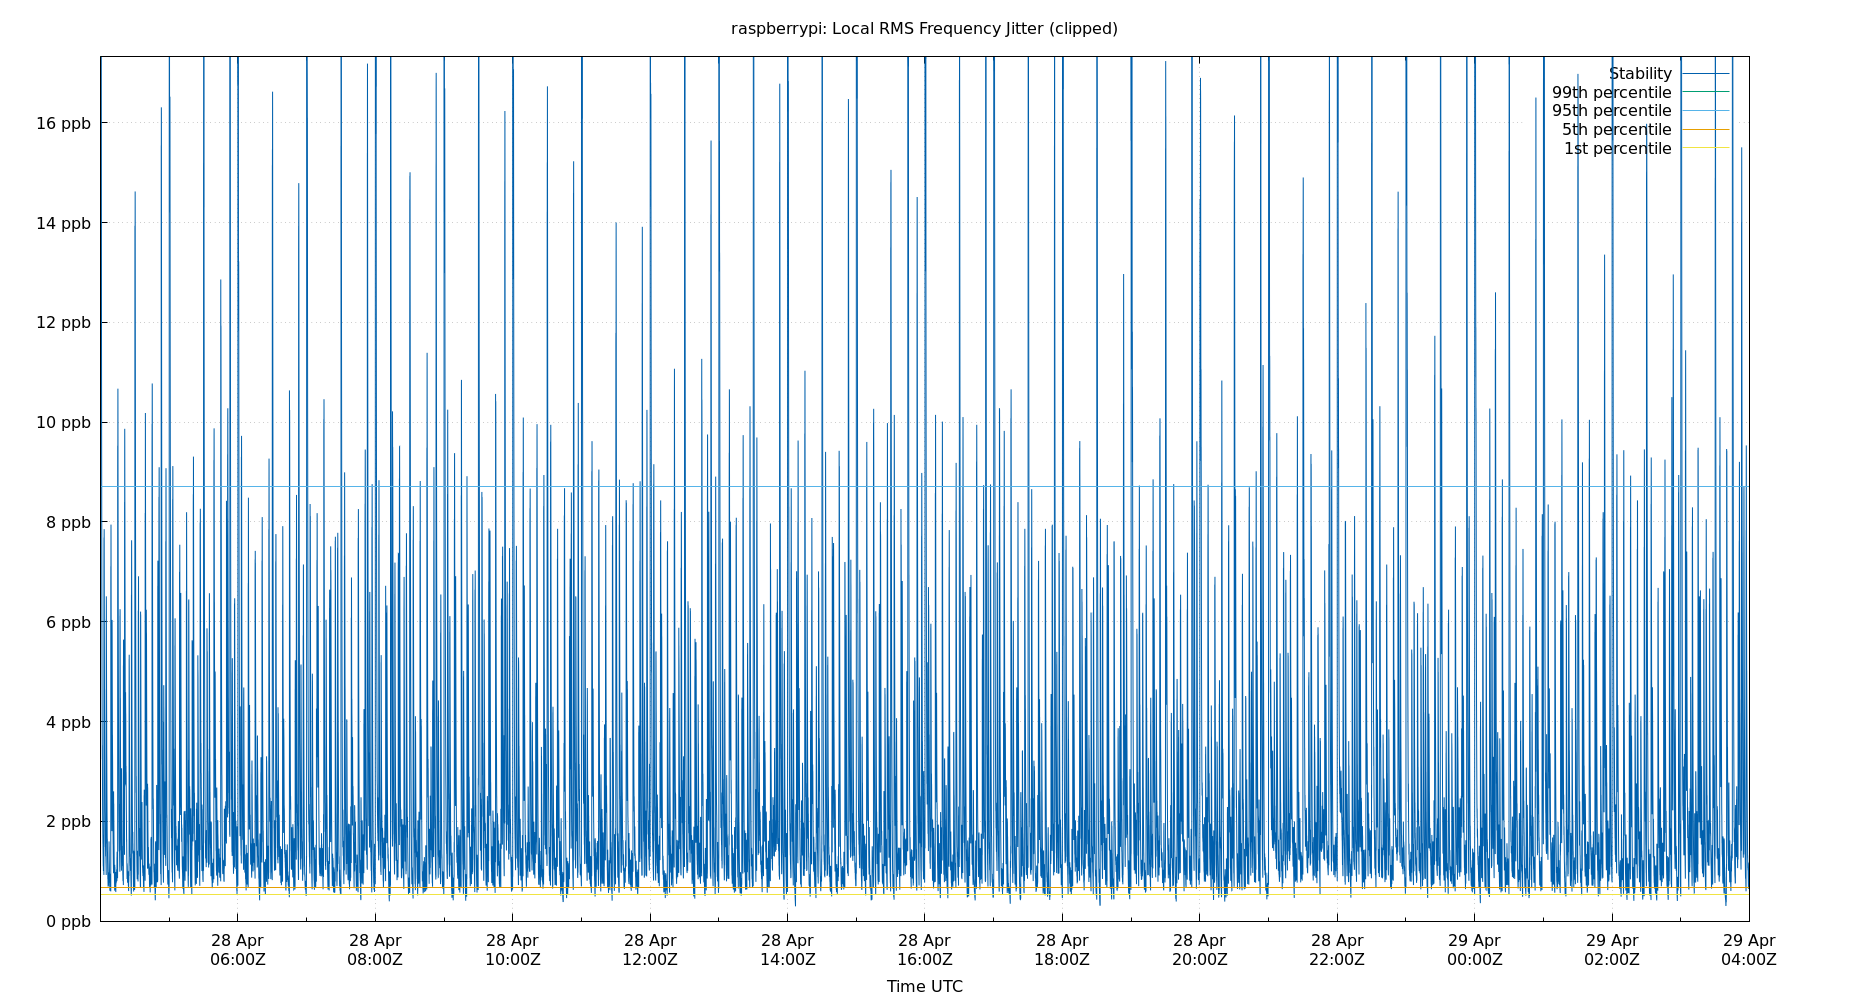 raspberrypi: Local RMS Frequency Jitter (clipped)
Stability
99th percentile
95th percentile
5th percentile
1st percentile
16 ppb
14 ppb
12 ppb
10 ppb
8 ppb
6 ppb
4 ppb
2 ppb
0 ppb
28 Apr
06:00Z
28 Apr
08:00Z
28 Apr
10:00Z
28 Apr
12:00Z
28 Apr
14:00Z
28 Apr
16:00Z
28 Apr
18:00Z
28 Apr
20:00Z
28 Apr
22:00Z
29 Apr
00:00Z
29 Apr
02:00Z
29 Apr
04:00Z
Time UTC